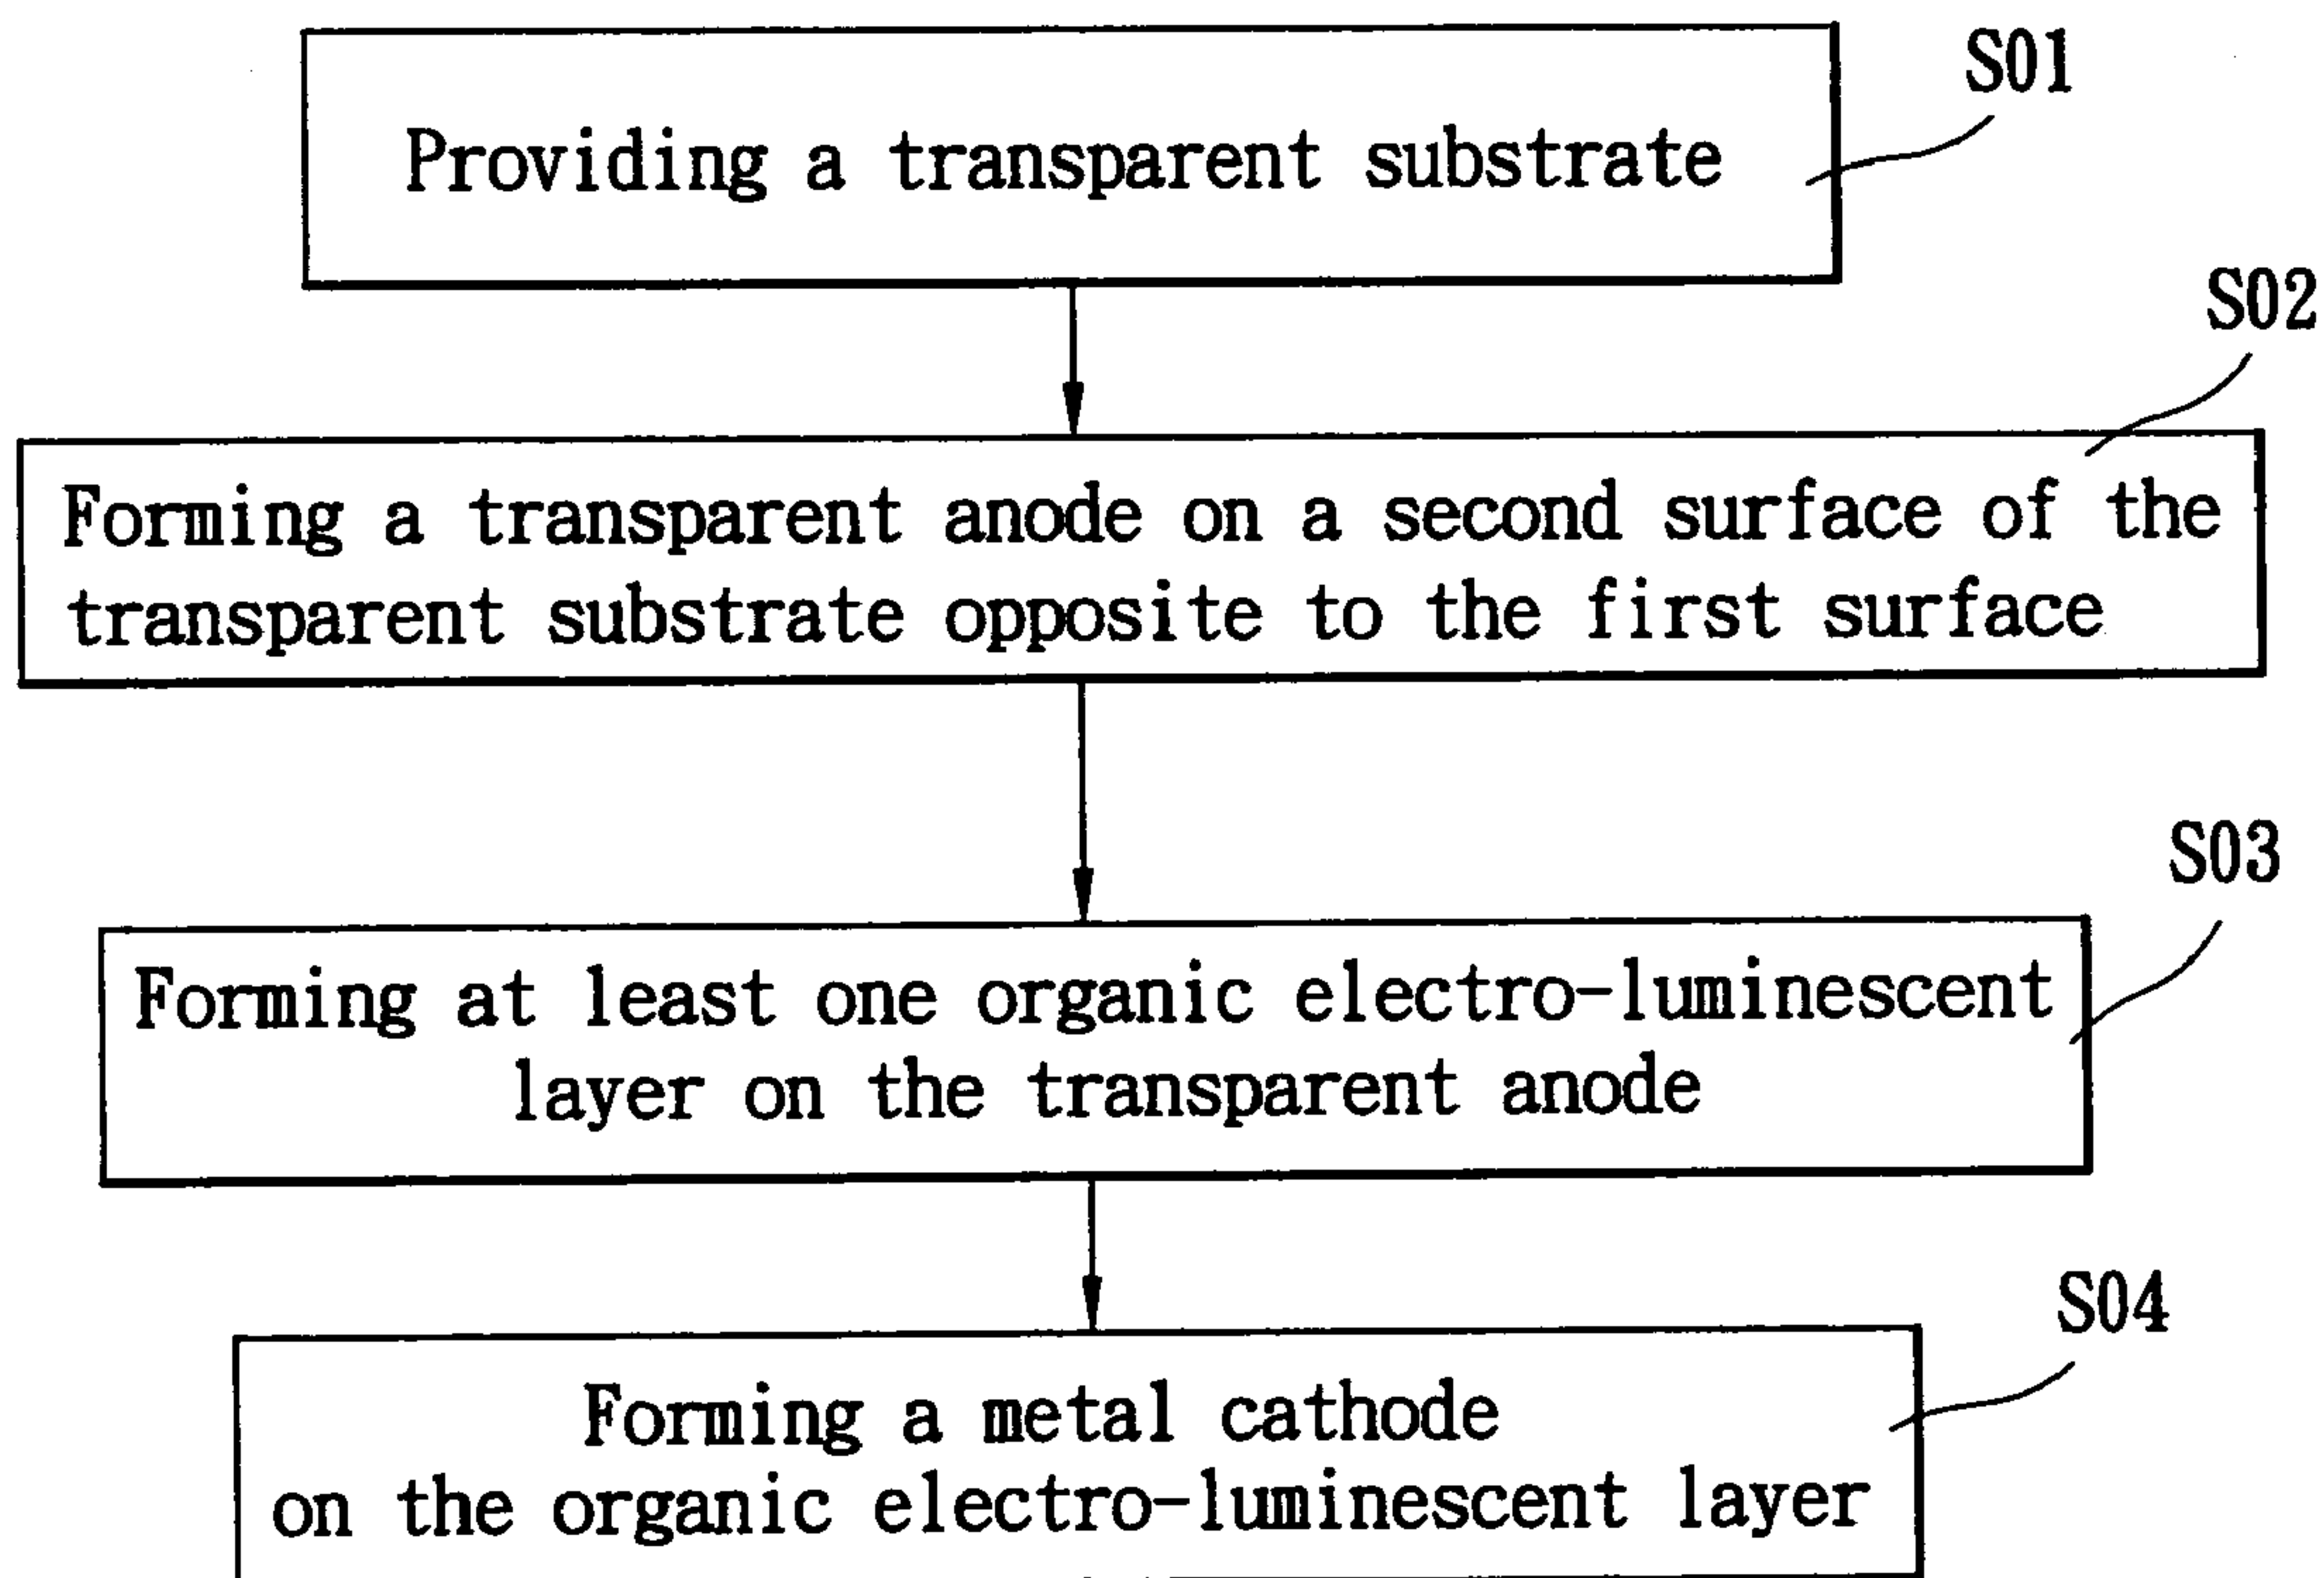 S01
Providing a transparent substrate
S02
Forming a transparent anode on a second surface of the
transparent substrate opposite to the first surface
S03
Forming at least one organic electro-luminescent
layer on the transparent anode
S04
Forming a metal cathode
on the organic electro-luminescent layer